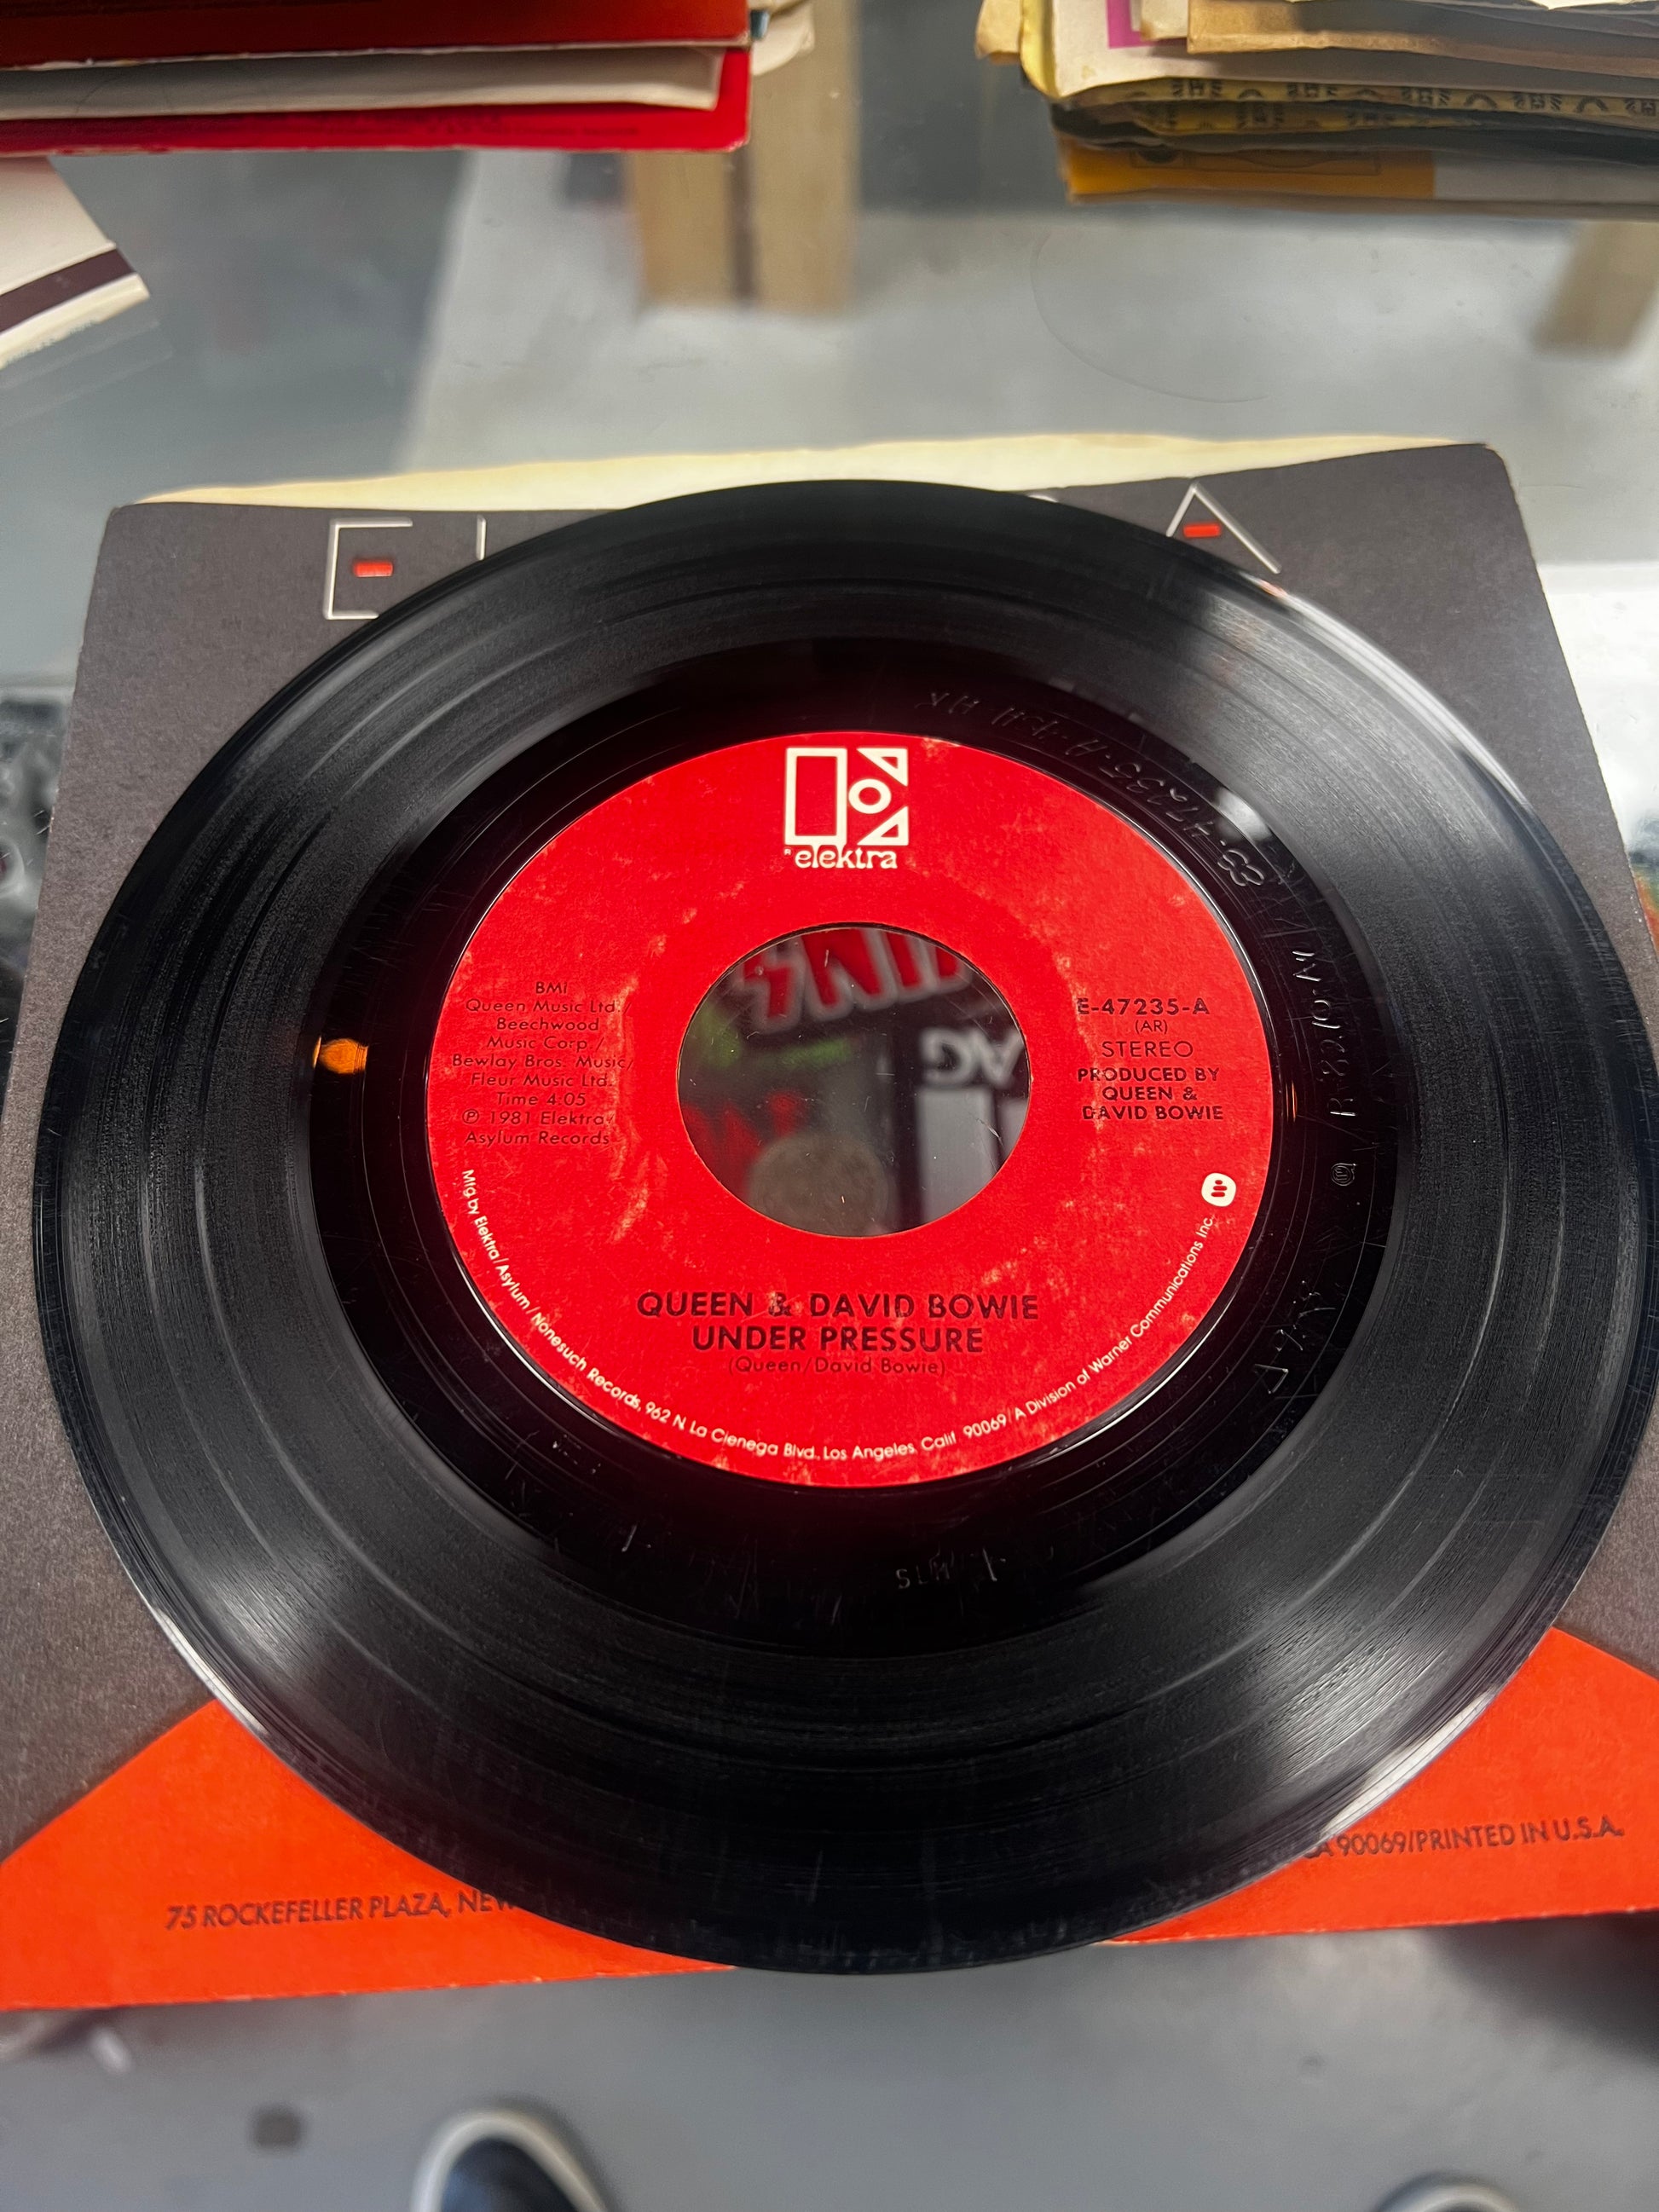 elektra
BMI
Queen Music Ltd.
Beechwood
Music Corp /
Bewlay Bros. Music/
Fleur Music Ltd.
Time 4:05
© 1981 Elektra/
Asylum Records
E-47235-A
(AR)
STEREO
PRODUCED BY
QUEEN &
DAVID BOWIE
QUEEN & DAVID BOWIE
UNDER PRESSURE
(Queen/David Bowie)
Mfg by Elektra/Asylum/Nonesuch Records, 962 N. La Cienega Blvd., Los Angeles, Calif. 90069/A Division of Warner Communications Inc.
SLM
75 ROCKEFELLER PLAZA, NEW
CA 90069/PRINTED IN U.S.A.